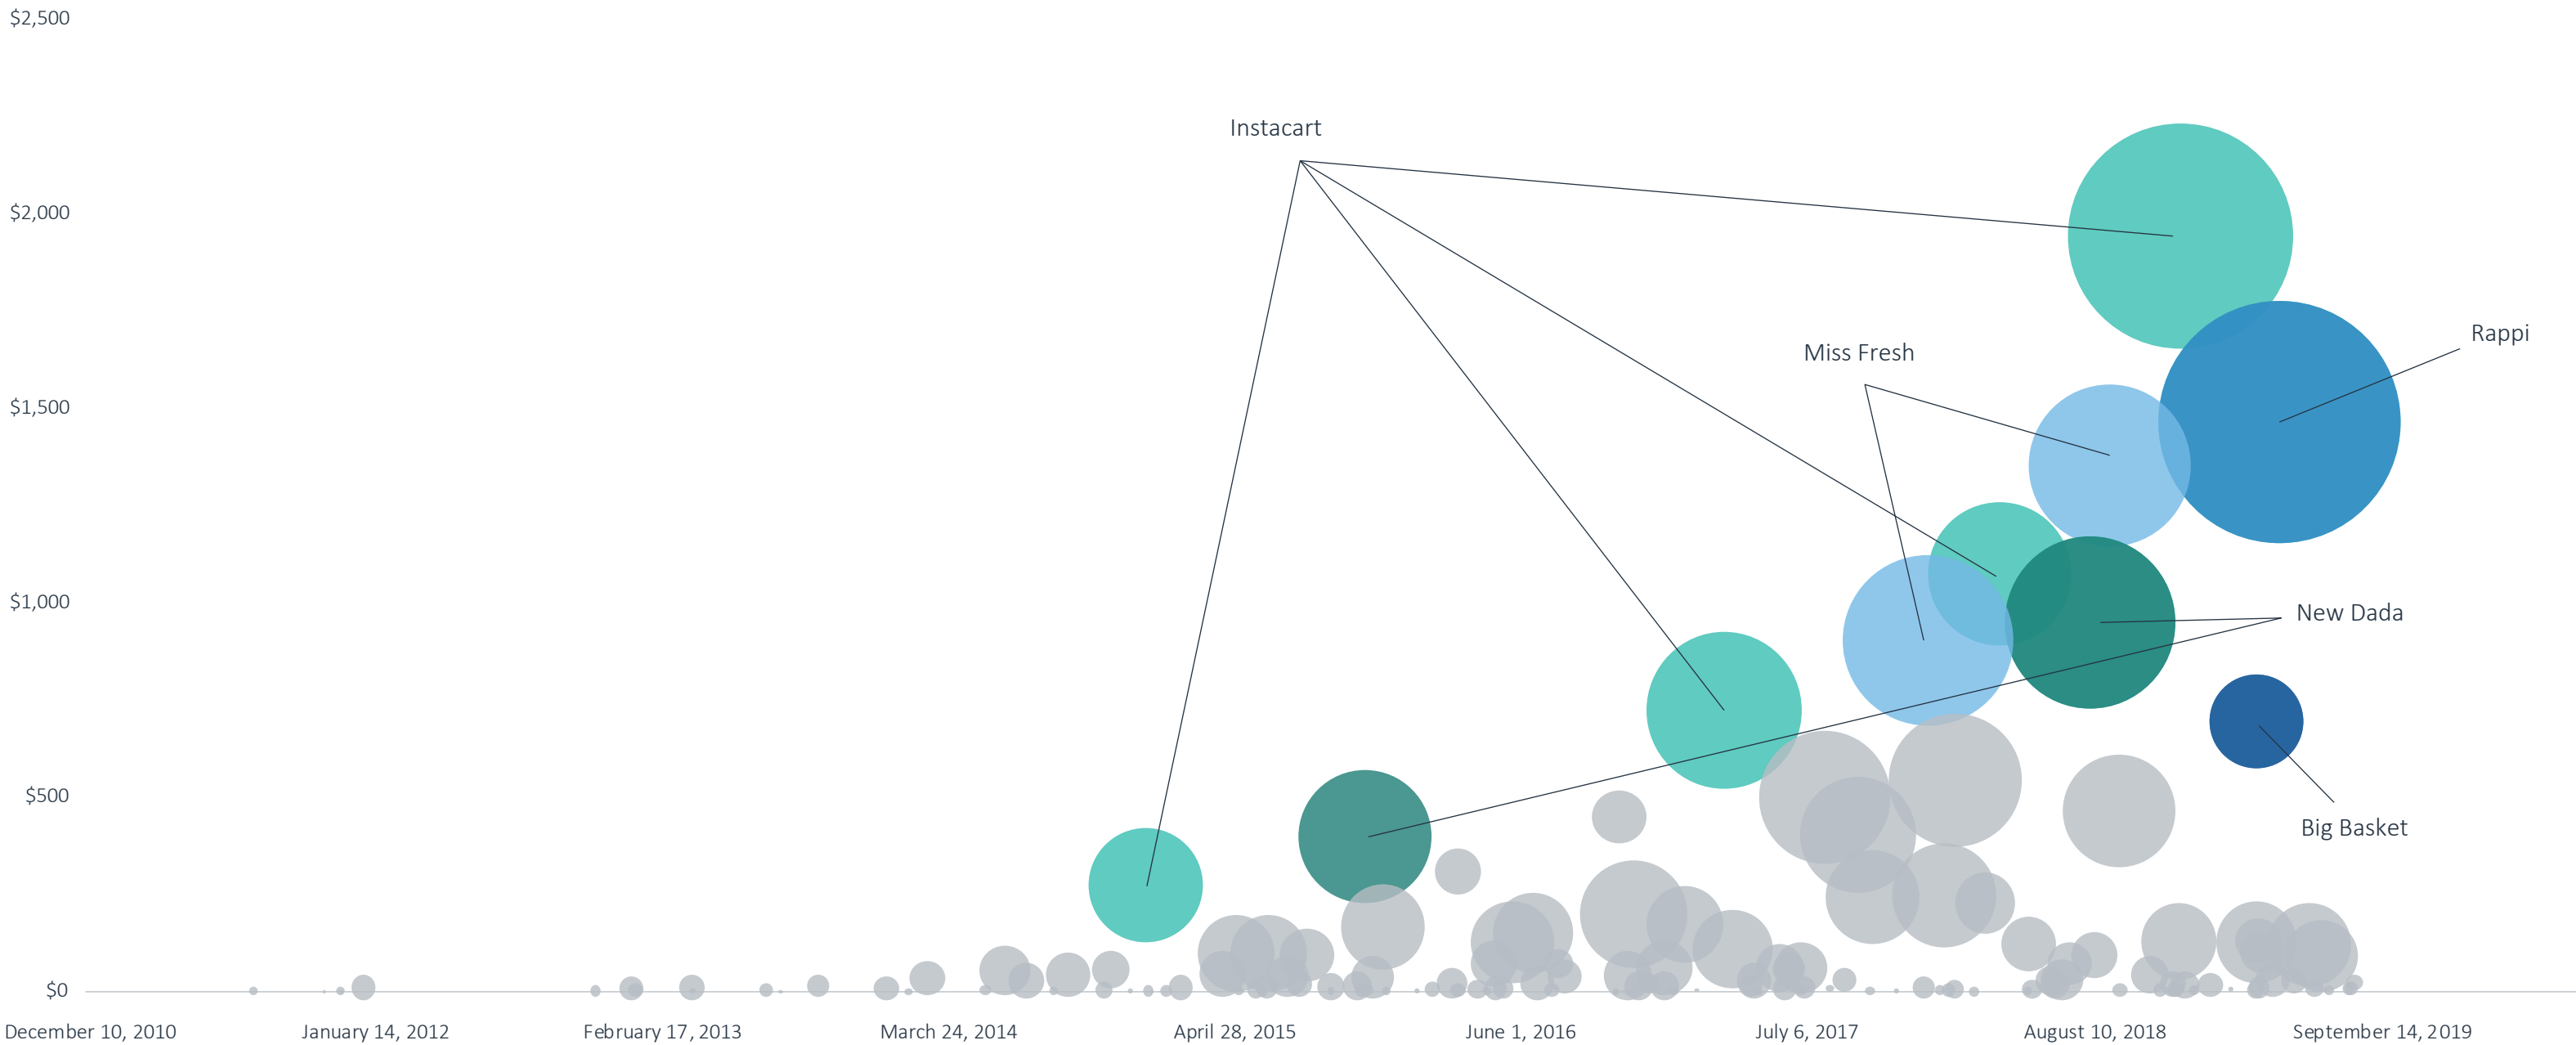 $2,500
Instacart
$2,000
Rappi
Miss Fresh
$1,500
$1,000
New Dada
$500
Big Basket
$0
December 10, 2010
January 14, 2012
February 17, 2013
March 24, 2014
April 28, 2015
June 1, 2016
July 6, 2017
August 10, 2018
September 14, 2019